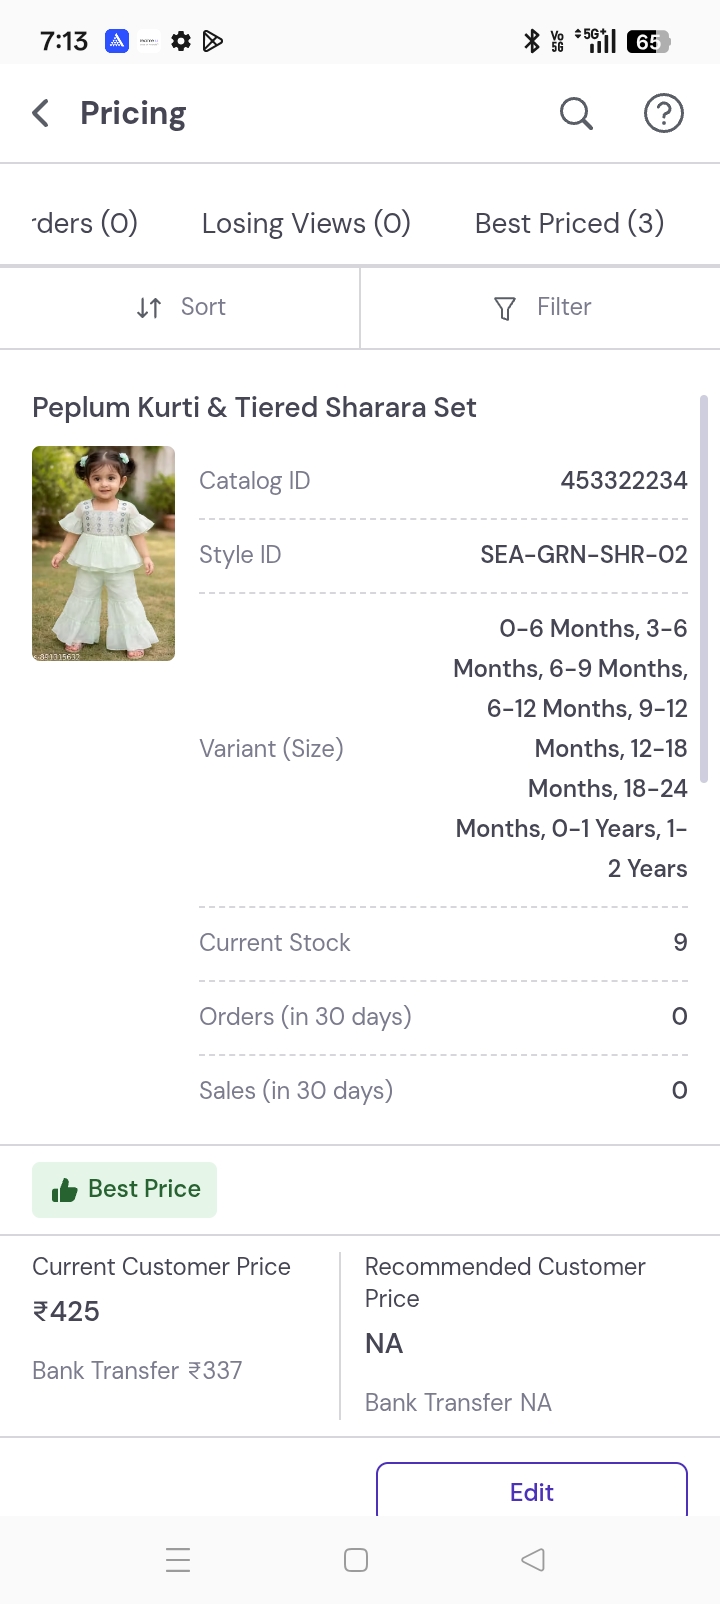 7:13
Vo
5G
5G+
65
Pricing
rders (0)
Losing Views (0)
Best Priced (3)
Sort
Filter
Peplum Kurti & Tiered Sharara Set
Catalog ID
453322234
Style ID
SEA-GRN-SHR-02
Variant (Size)
0-6 Months, 3-6
Months, 6-9 Months,
6-12 Months, 9-12
Months, 12-18
Months, 18-24
Months, 0-1 Years, 1-
2 Years
Current Stock
9
Orders (in 30 days)
0
Sales (in 30 days)
0
Best Price
Current Customer Price
₹425
Bank Transfer ₹337
Recommended Customer
Price
NA
Bank Transfer NA
Edit